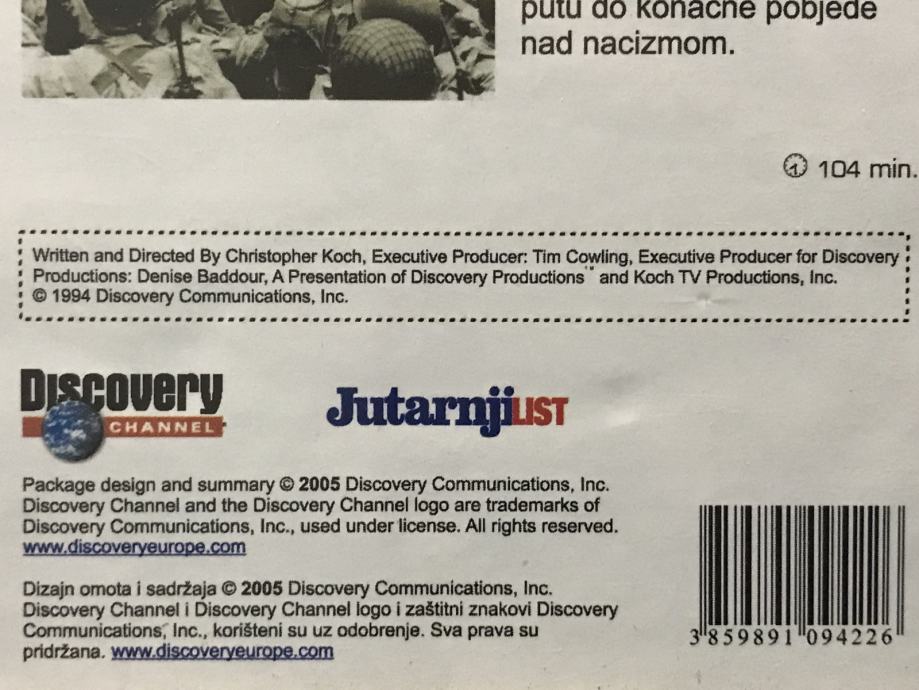 putu do konačne pobjede
nad nacizmom.
104 min.
Written and Directed By Christopher Koch, Executive Producer: Tim Cowling, Executive Producer for Discovery
Productions: Denise Baddour, A Presentation of Discovery Productions™ and Koch TV Productions, Inc.
© 1994 Discovery Communications, Inc.
Discovery
CHANNEL
Jutarnji LIST
Package design and summary © 2005 Discovery Communications, Inc.
Discovery Channel and the Discovery Channel logo are trademarks of
Discovery Communications, Inc., used under license. All rights reserved.
www.discoveryeurope.com
Dizajn omota i sadržaja © 2005 Discovery Communications, Inc.
Discovery Channel i Discovery Channel logo i zaštitni znakovi Discovery
Communications, Inc., korišteni su uz odobrenje. Sva prava su
pridržana. www.discoveryeurope.com
3 859891 094226